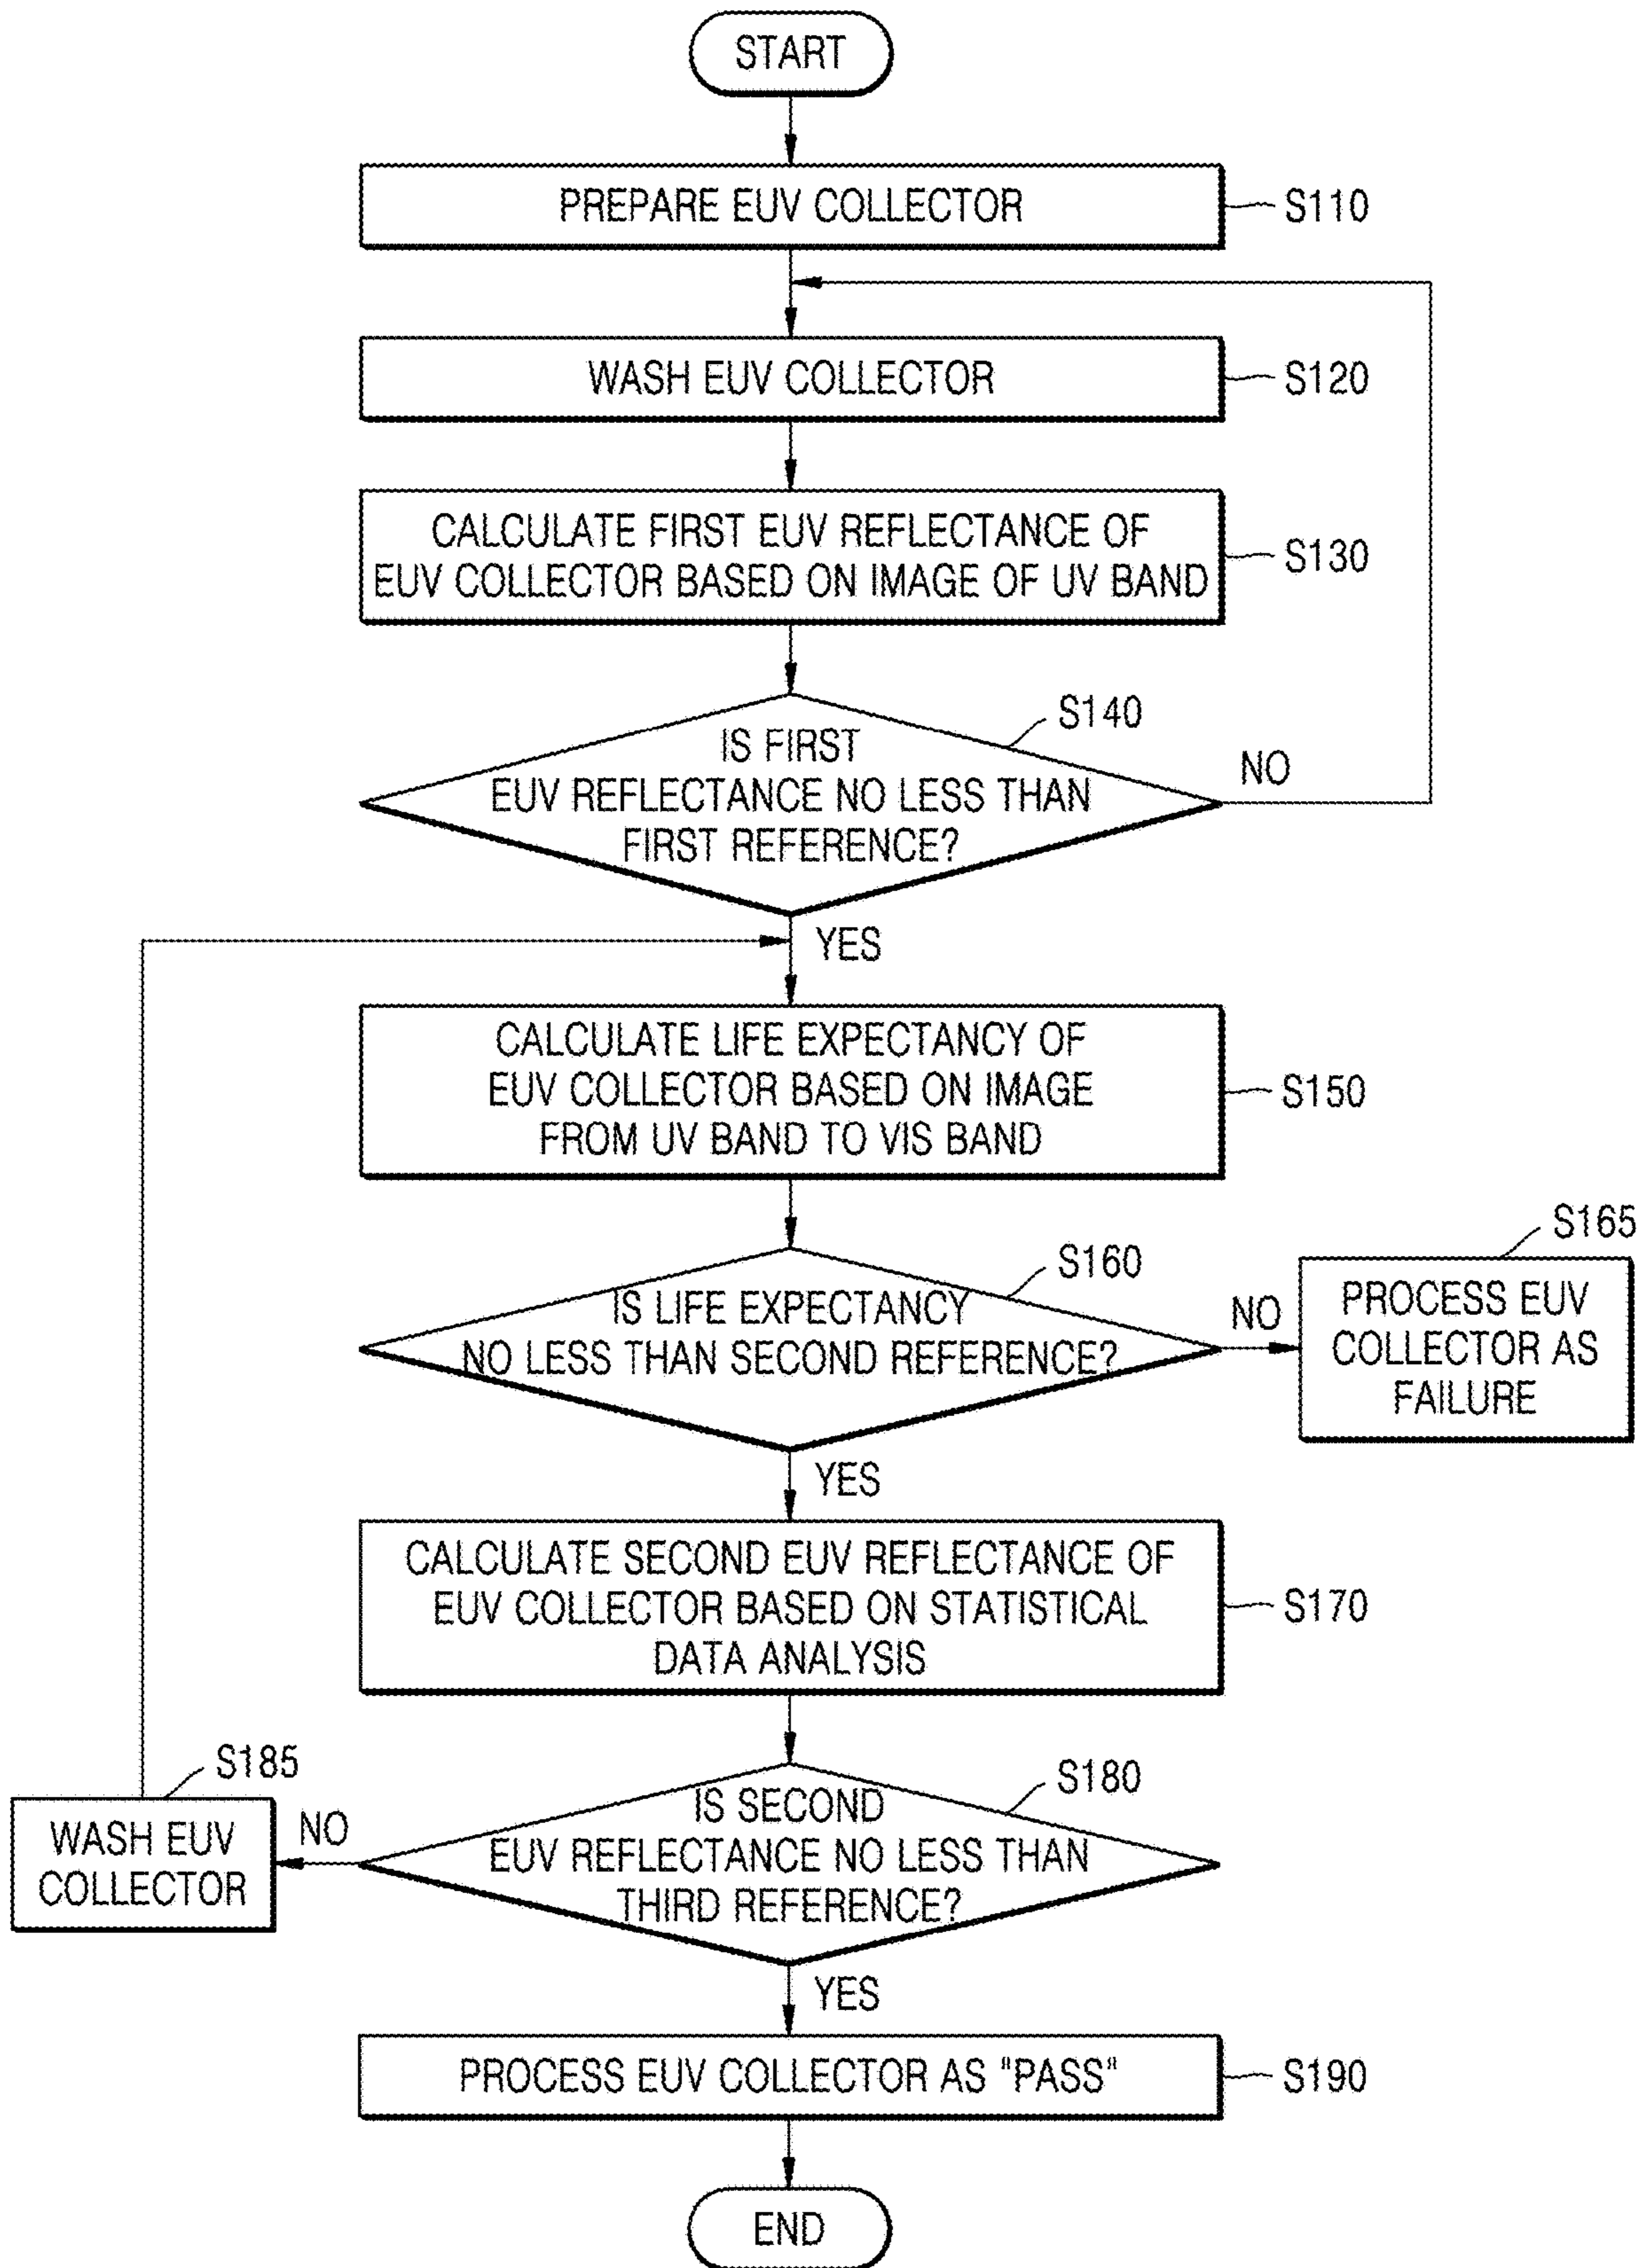 START
PREPARE EUV COLLECTOR
S110
WASH EUV COLLECTOR
S120
CALCULATE FIRST EUV REFLECTANCE OF
EUV COLLECTOR BASED ON IMAGE OF UV BAND
S130
S140
IS FIRST
EUV REFLECTANCE NO LESS THAN
FIRST REFERENCE?
NO
YES
CALCULATE LIFE EXPECTANCY OF
EUV COLLECTOR BASED ON IMAGE
FROM UV BAND TO VIS BAND
S150
S160
IS LIFE EXPECTANCY
NO LESS THAN SECOND REFERENCE?
NO
S165
PROCESS EUV
COLLECTOR AS
FAILURE
YES
CALCULATE SECOND EUV REFLECTANCE OF
EUV COLLECTOR BASED ON STATISTICAL
DATA ANALYSIS
S170
S180
IS SECOND
EUV REFLECTANCE NO LESS THAN
THIRD REFERENCE?
NO
S185
WASH EUV
COLLECTOR
YES
PROCESS EUV COLLECTOR AS "PASS"
S190
END